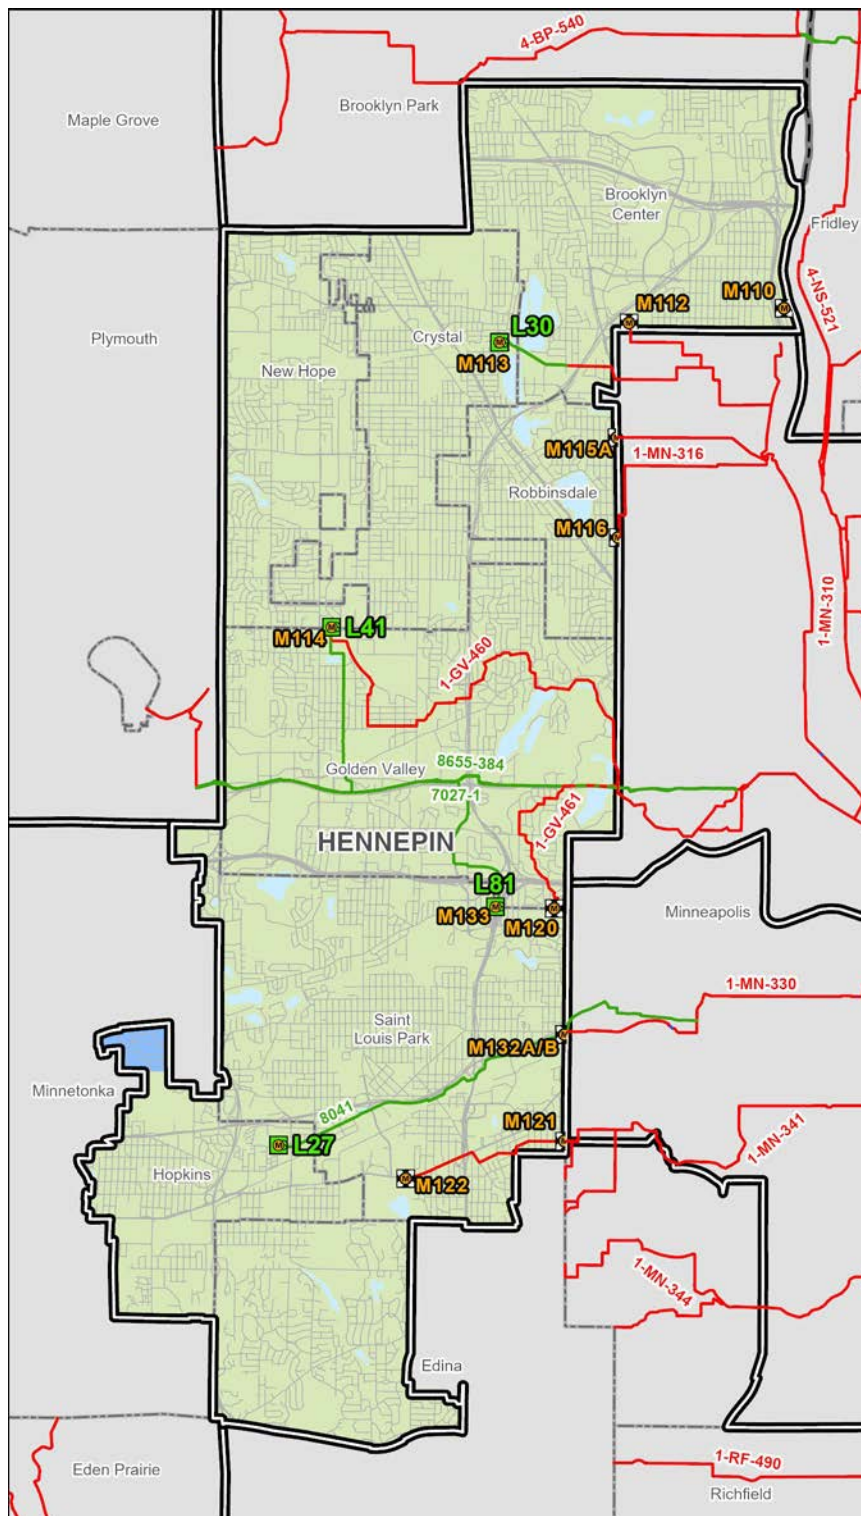 4-BP-540
Maple Grove
Brooklyn Park
Brooklyn
Center
Fridley
4-NS-521
M110
M112
L30
Plymouth
Crystal
M113
New Hope
M115A
1-MN-316
Robbinsdale
M116
1-MN-310
L41
M114
1-GV-460
8655-384
Golden Valley
7027-1
1-GV-461
HENNEPIN
L81
M133
M120
Minneapolis
1-MN-330
Saint
Louis Park
M132A/B
Minnetonka
8041
M121
1-MN-341
L27
Hopkins
M122
1-MN-344
Edina
1-RF-490
Eden Prairie
Richfield